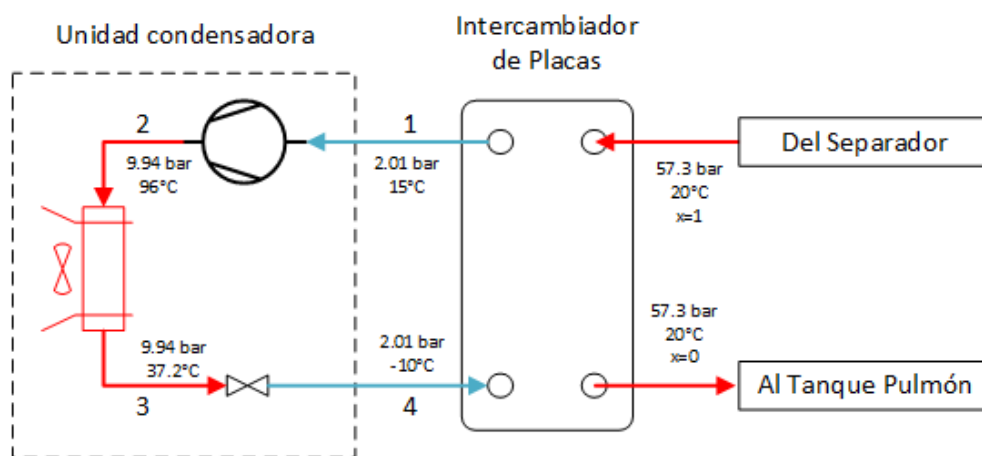 Unidad condensadora
Intercambiador
de Placas
2
9.94 bar
96°C
1
2.01 bar
15°C
57.3 bar
20°C
x=1
Del Separador
9.94 bar
37.2°C
3
2.01 bar
-10°C
4
57.3 bar
20°C
x=0
Al Tanque Pulmón